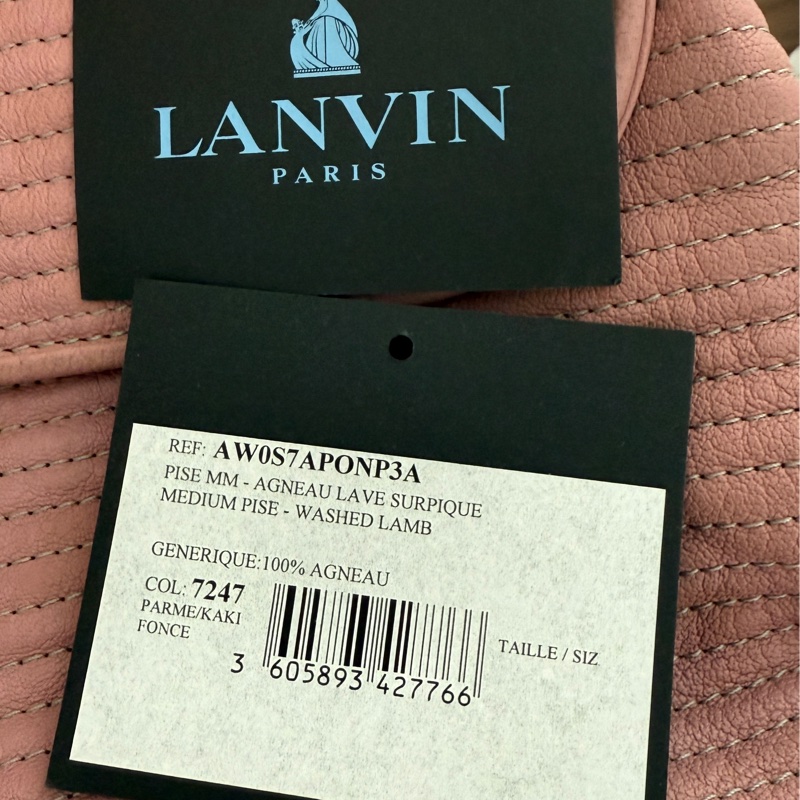 LANVIN
PARIS
REF: AW0S7APONP3A
PISE MM - AGNEAU LAVE SURPIQUE
MEDIUM PISE - WASHED LAMB
GENERIQUE:100% AGNEAU
COL: 7247
PARME/KAKI
FONCE
TAILLE / SIZ
3 605893 427766